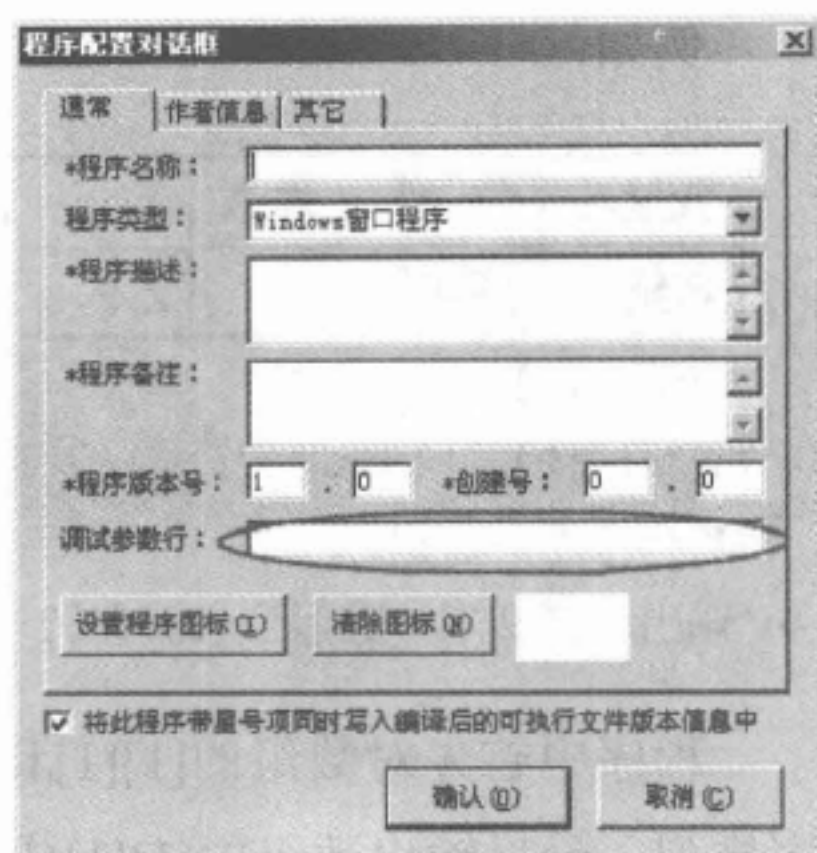 程序配置对话框
通常 作者信息 其它
*程序名称：
程序类型： Windows窗口程序
*程序描述：
*程序备注：
*程序版本号： 1 . 0 *创建号： 0 . 0
调试参数行：
设置程序图标(I) 清除图标(N)
将此程序带星号项同时写入编译后的可执行文件版本信息中
确认(O) 取消(C)